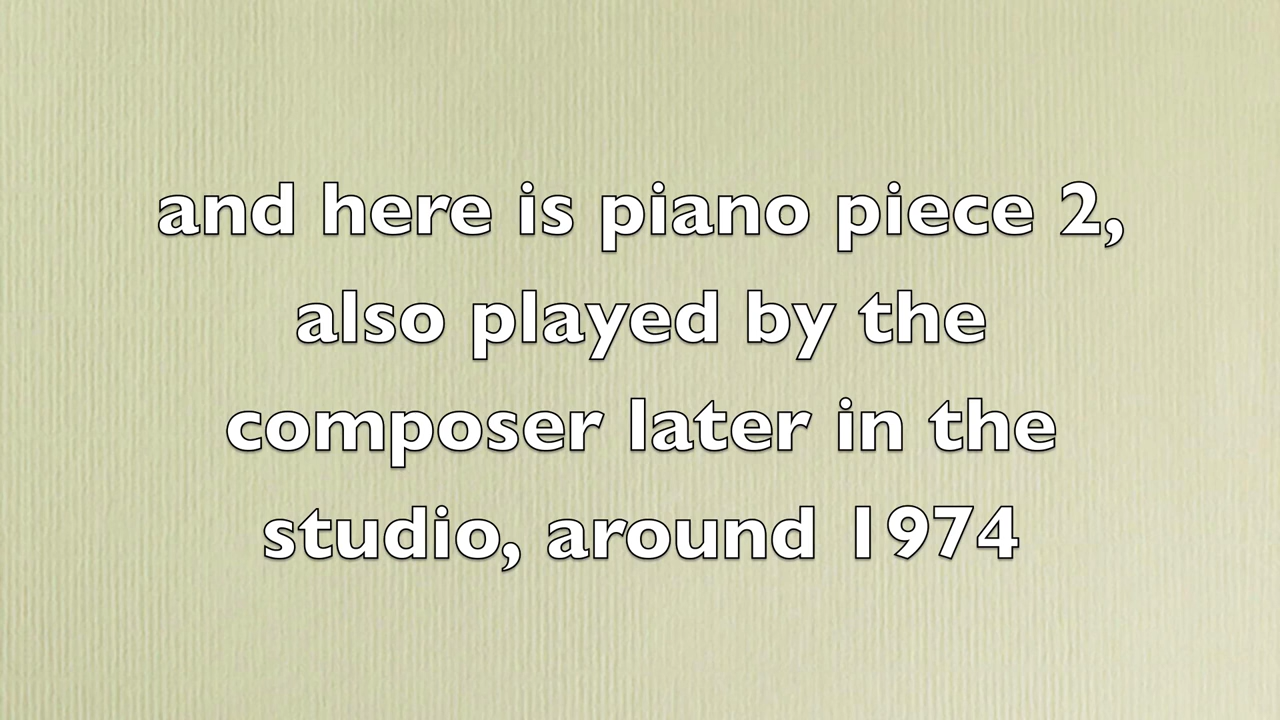 and here is piano piece 2,
also played by the
composer later in the
studio, around 1974